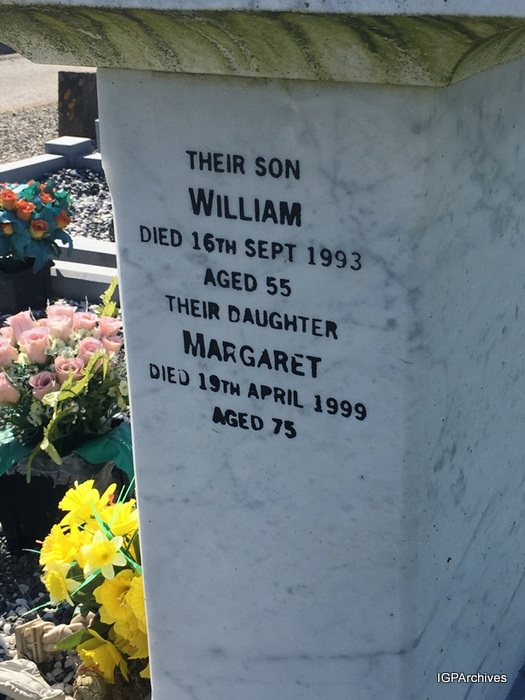 THEIR SON
WILLIAM
DIED 16TH SEPT 1993
AGED 55
THEIR DAUGHTER
MARGARET
DIED 19TH APRIL 1999
AGED 75
IGPArchives